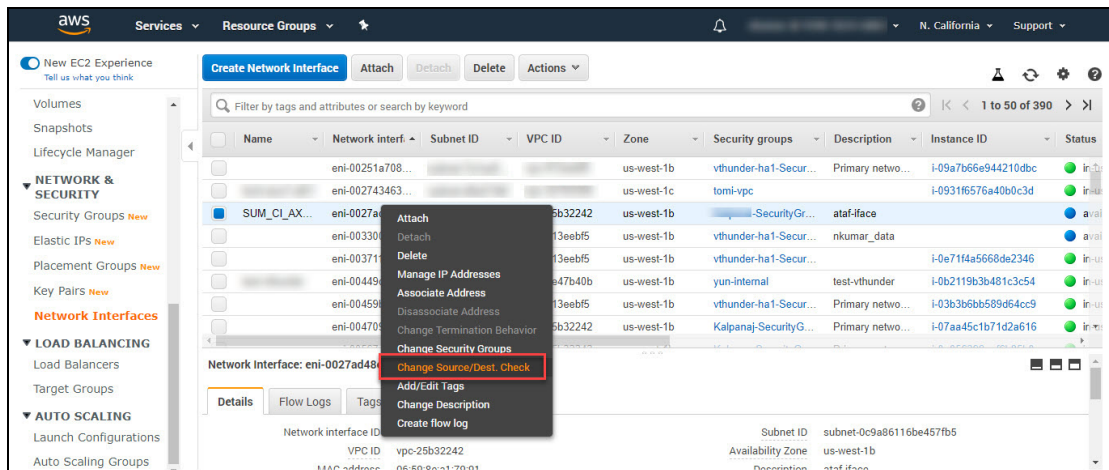 aws Services Resource Groups N. California Support
New EC2 Experience
Tell us what you think
Create Network Interface Attach Detach Delete Actions
Volumes
Snapshots
Lifecycle Manager
NETWORK &
SECURITY
Security Groups New
Elastic IPs New
Placement Groups New
Key Pairs New
Network Interfaces
LOAD BALANCING
Load Balancers
Target Groups
AUTO SCALING
Launch Configurations
Auto Scaling Groups
Filter by tags and attributes or search by keyword 1 to 50 of 390
Name Network interf Subnet ID VPC ID Zone Security groups Description Instance ID Status
eni-00251a708... us-west-1b vthunder-ha1-Secur... Primary netwo... i-09a7b66e944210dbc
eni-002743463... us-west-1c tomi-vpc i-0931f6576a40b0c3d
SUM_CI_AX... eni-0027a 5b32242 us-west-1b -SecurityGr... ataf-iface
eni-00330 13eebf5 us-west-1b vthunder-ha1-Secur... nkumar_data
eni-00371 13eebf5 us-west-1b vthunder-ha1-Secur... i-0e71f4a5668de2346
eni-00449 e47b40b us-west-1b yun-internal test-vthunder i-0b2119b3b481c3c54
eni-00459 13eebf5 us-west-1b vthunder-ha1-Secur... Primary netwo... i-03b3b6bb589d64cc9
eni-00470 5b32242 us-west-1b Kalpanaj-SecurityG... Primary netwo... i-07aa45c1b71d2a616
Attach
Detach
Delete
Manage IP Addresses
Associate Address
Disassociate Address
Change Termination Behavior
Change Security Groups
Change Source/Dest. Check
Add/Edit Tags
Change Description
Create flow log
Network Interface: eni-0027ad48
Details Flow Logs Tags
Network interface ID Subnet ID subnet-0c9a86116be457fb5
VPC ID vpc-25b32242 Availability Zone us-west-1b
MAC address 06:59:8e:a1:79:91 Description ataf-iface